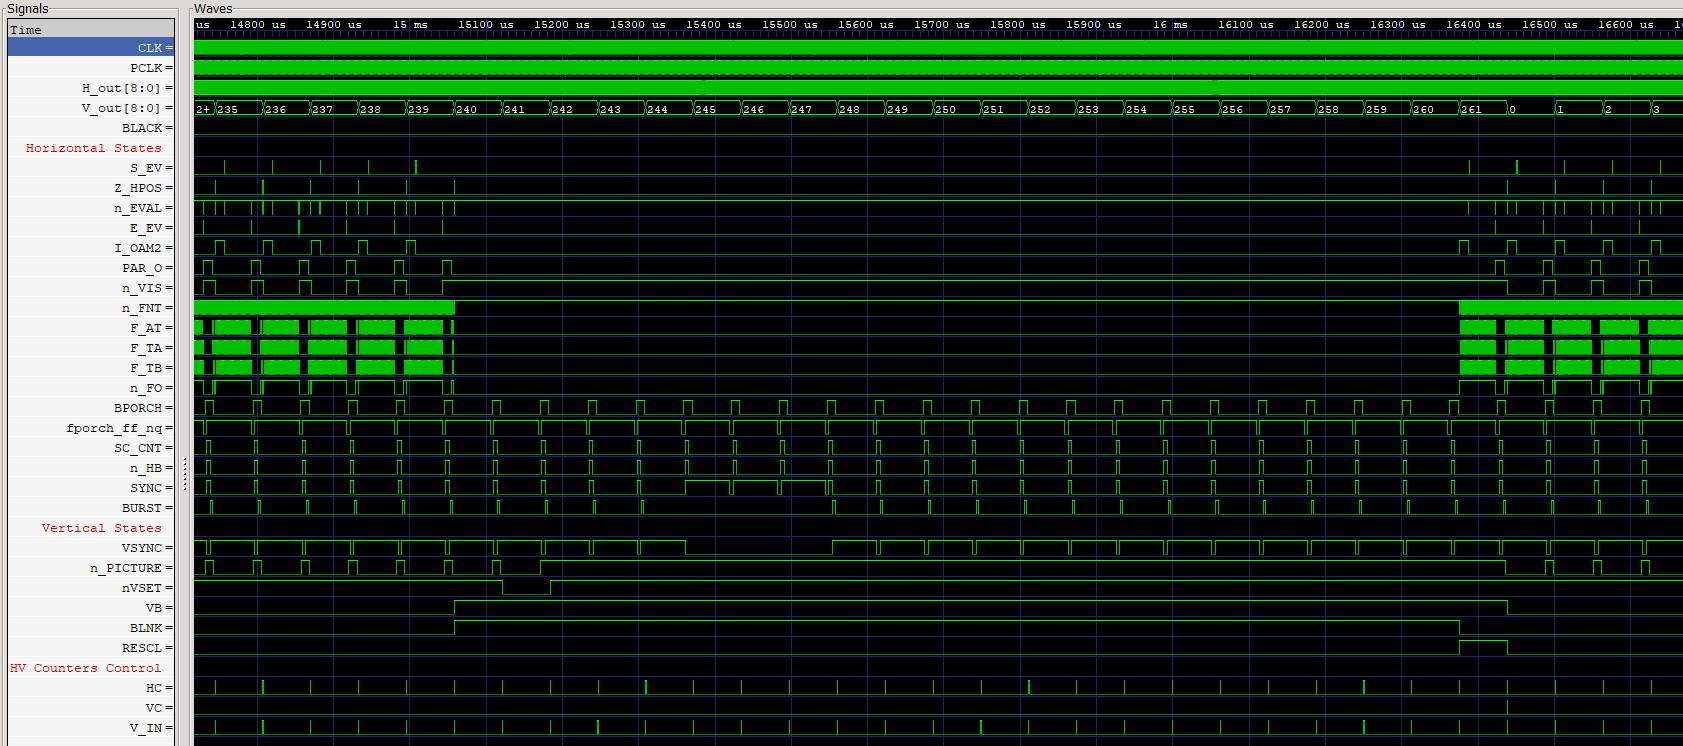 Signals
Waves
Time
us 14800 us 14900 us 15 ms 15100 us 15200 us 15300 us 15400 us 15500 us 15600 us 15700 us 15800 us 15900 us 16 ms 16100 us 16200 us 16300 us 16400 us 16500 us 16600 us
CLK=
PCLK=
H_out[8:0]=
V_out[8:0]= 2+ 235 236 237 238 239 240 241 242 243 244 245 246 247 248 249 250 251 252 253 254 255 256 257 258 259 260 261 0 1 2 3
BLACK=
Horizontal States
S_EV=
Z_HPOS=
n_EVAL=
E_EV=
I_OAM2=
PAR_O=
n_VIS=
n_FNT=
F_AT=
F_TA=
F_TB=
n_FO=
BPORCH=
fporch_ff_nq=
SC_CNT=
n_HB=
SYNC=
BURST=
Vertical States
VSYNC=
n_PICTURE=
nVSET=
VB=
BLNK=
RESCL=
HV Counters Control
HC=
VC=
V_IN=